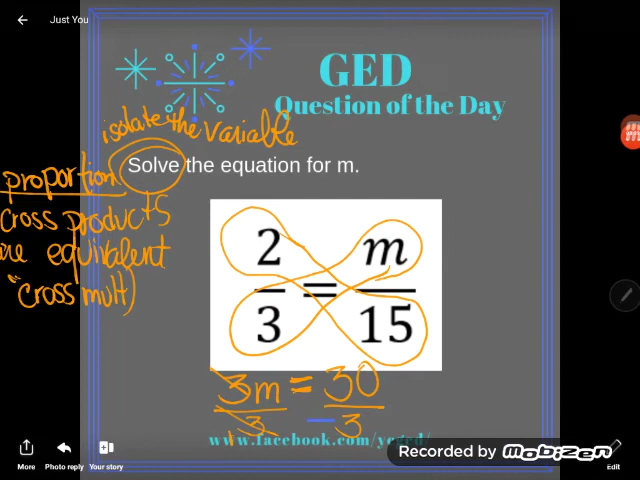 Just You
GED
Question of the Day
isolate the variable
Solve the equation for m.
proportion
cross products
are equivalent
"cross mult)
2/3 = m/15
3m/3 = 30/3
www.facebook.com/ycged/
More
Photo reply
Your story
Recorded by
Mobizen